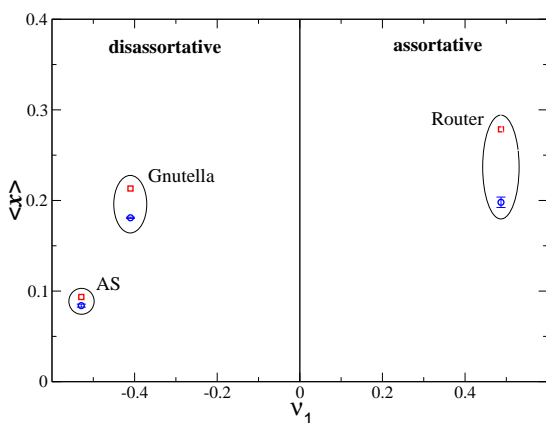 0.4
disassortative
assortative
0.3
Router
Gnutella
<x>
0.2
AS
0.1
0
-0.4
-0.2
0
0.2
0.4
ν1